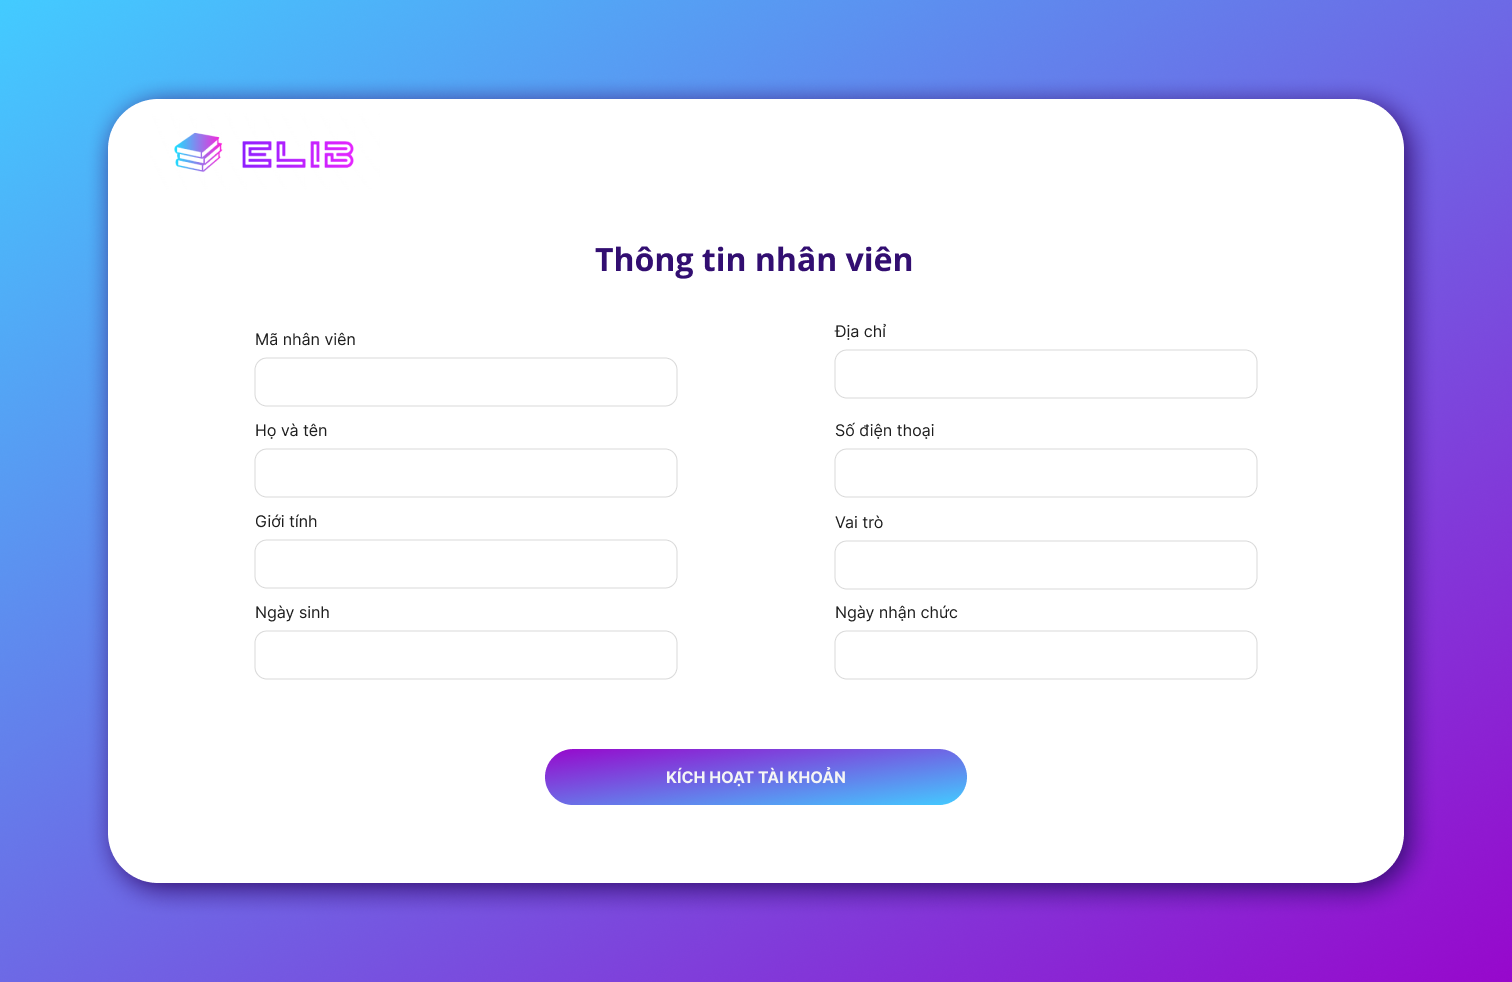 ELIB
Thông tin nhân viên
Mã nhân viên
Họ và tên
Giới tính
Ngày sinh
Địa chỉ
Số điện thoại
Vai trò
Ngày nhận chức
KÍCH HOẠT TÀI KHOẢN